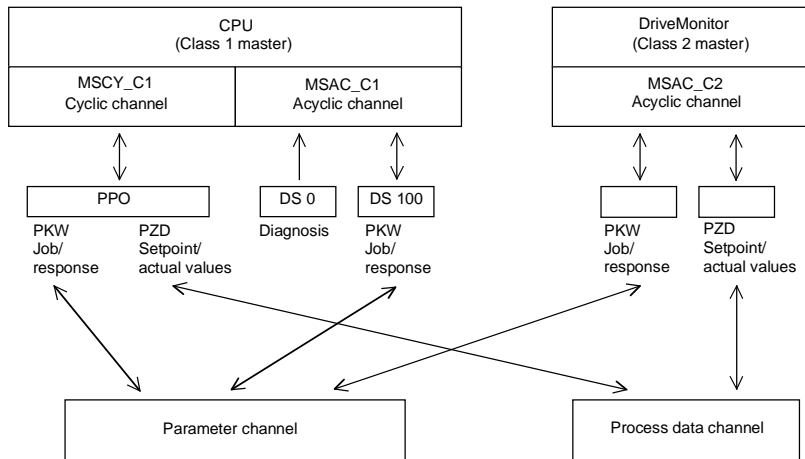 CPU
(Class 1 master)
DriveMonitor
(Class 2 master)
MSCY_C1
Cyclic channel
MSAC_C1
Acyclic channel
MSAC_C2
Acyclic channel
PPO
DS 0
DS 100
PKW
Job/
response
PZD
Setpoint/
actual values
Diagnosis
PKW
Job/
response
PKW
Job/
response
PZD
Setpoint/
actual values
Parameter channel
Process data channel